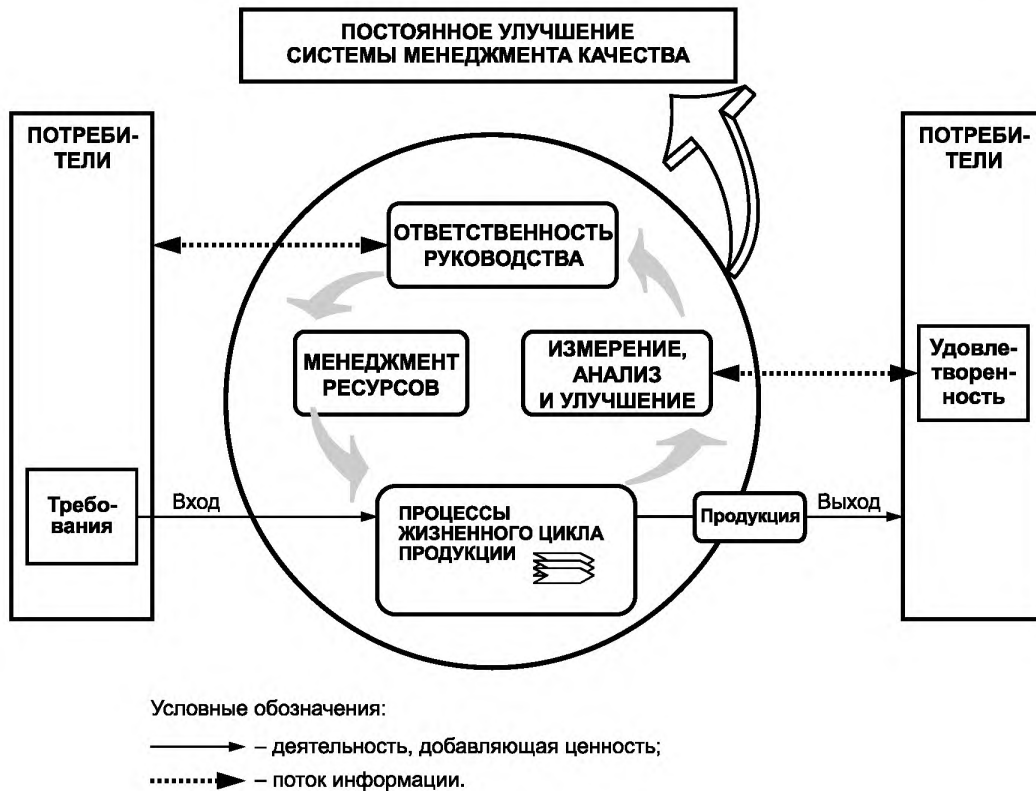 ПОСТОЯННОЕ УЛУЧШЕНИЕ
СИСТЕМЫ МЕНЕДЖМЕНТА КАЧЕСТВА
ПОТРЕБИ-
ТЕЛИ
ПОТРЕБИ-
ТЕЛИ
ОТВЕТСТВЕННОСТЬ
РУКОВОДСТВА
МЕНЕДЖМЕНТ
РЕСУРСОВ
ИЗМЕРЕНИЕ,
АНАЛИЗ
И УЛУЧШЕНИЕ
Удовле-
творен-
ность
Требо-
вания
Вход
ПРОЦЕССЫ
ЖИЗНЕННОГО ЦИКЛА
ПРОДУКЦИИ
Продукция
Выход
Условные обозначения:
– деятельность, добавляющая ценность;
– поток информации.